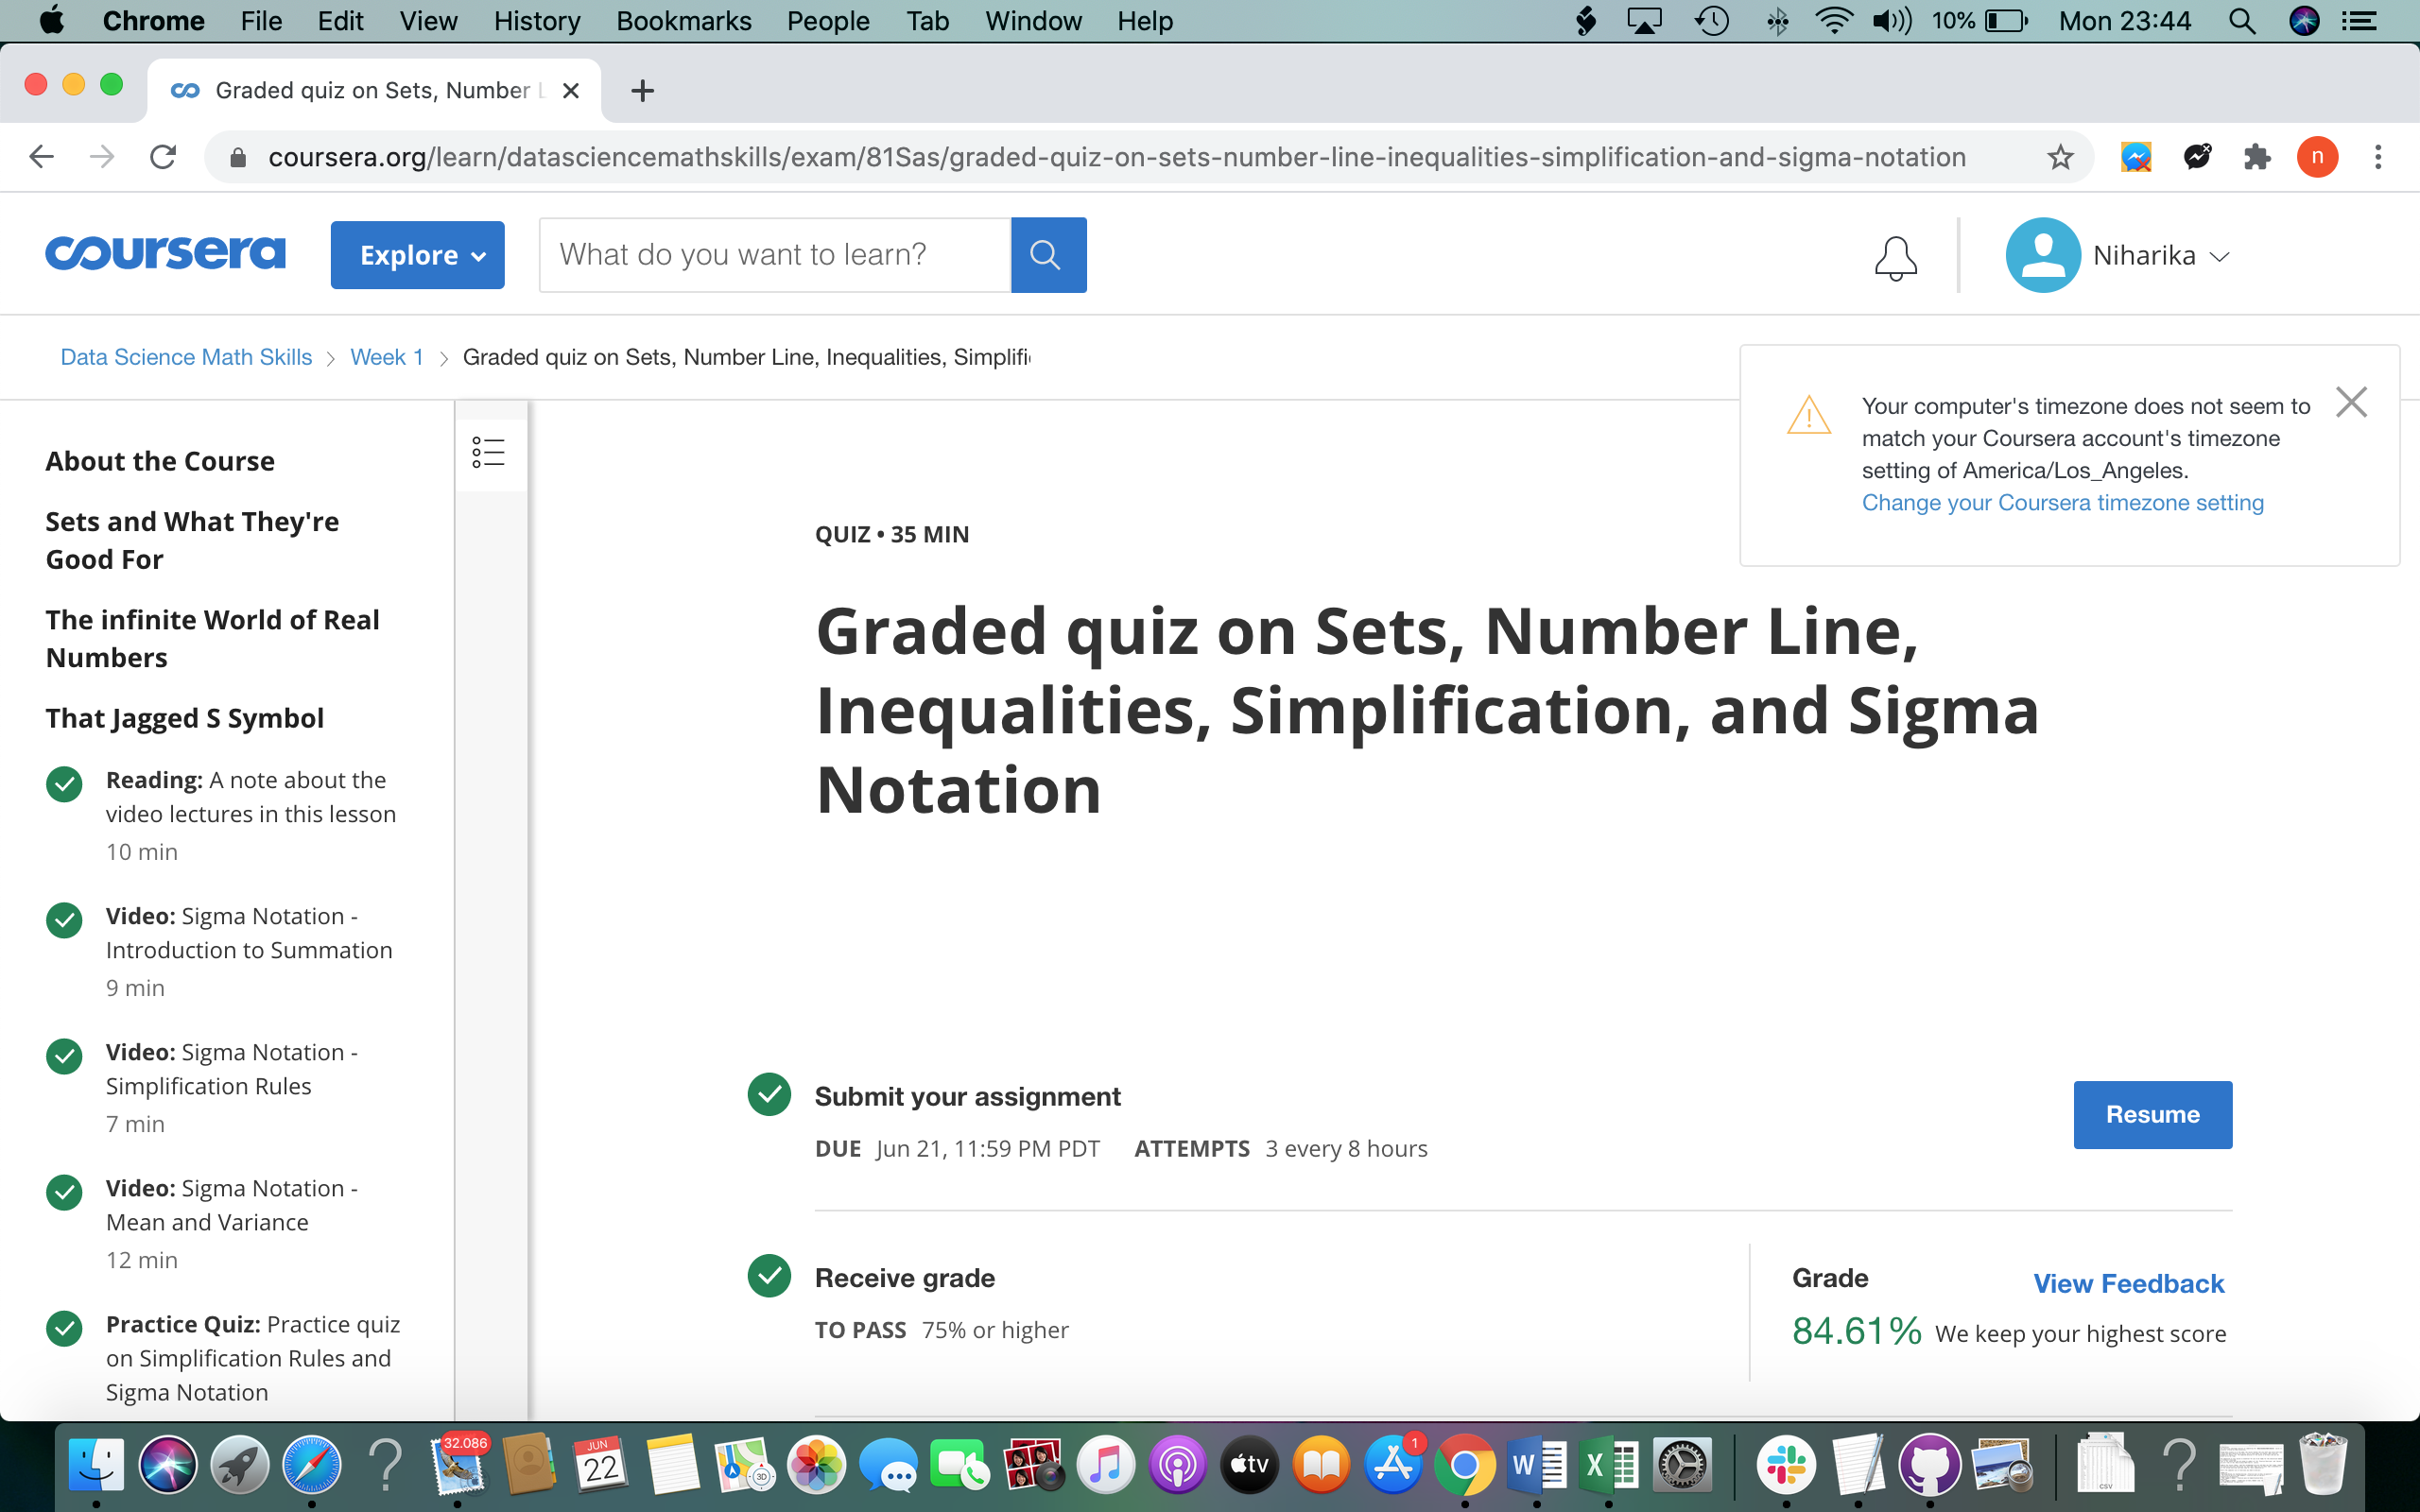 Chrome File Edit View History Bookmarks People Tab Window Help 10% Mon 23:44
Graded quiz on Sets, Number
coursera.org/learn/datasciencemathskills/exam/81Sas/graded-quiz-on-sets-number-line-inequalities-simplification-and-sigma-notation n
coursera Explore What do you want to learn? Niharika
Data Science Math Skills > Week 1 > Graded quiz on Sets, Number Line, Inequalities, Simplifi
Your computer's timezone does not seem to
match your Coursera account's timezone
setting of America/Los_Angeles.
Change your Coursera timezone setting
About the Course
Sets and What They're
Good For
The infinite World of Real
Numbers
That Jagged S Symbol
Reading: A note about the
video lectures in this lesson
10 min
Video: Sigma Notation -
Introduction to Summation
9 min
Video: Sigma Notation -
Simplification Rules
7 min
Video: Sigma Notation -
Mean and Variance
12 min
Practice Quiz: Practice quiz
on Simplification Rules and
Sigma Notation
QUIZ • 35 MIN
Graded quiz on Sets, Number Line,
Inequalities, Simplification, and Sigma
Notation
Submit your assignment
DUE Jun 21, 11:59 PM PDT ATTEMPTS 3 every 8 hours
Resume
Receive grade
TO PASS 75% or higher
Grade
View Feedback
84.61% We keep your highest score
32.086
JUN
22
3D
tv
1
W
X
CSV